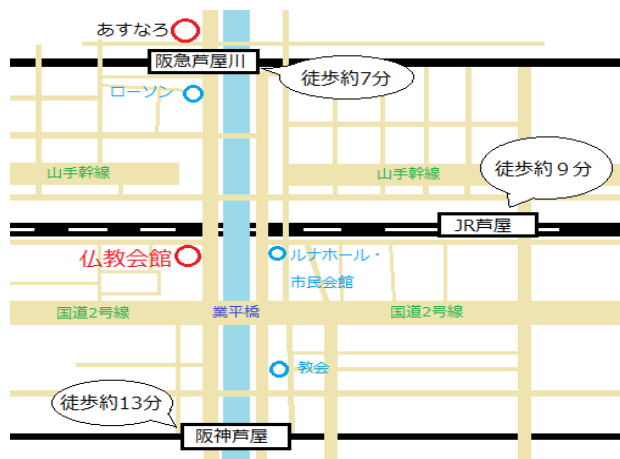 あすなろ
阪急芦屋川
徒歩約7分
ローソン
山手幹線
山手幹線
徒歩約９分
JR芦屋
仏教会館
ルナホール・
市民会館
国道2号線
業平橋
国道2号線
教会
徒歩約13分
阪神芦屋